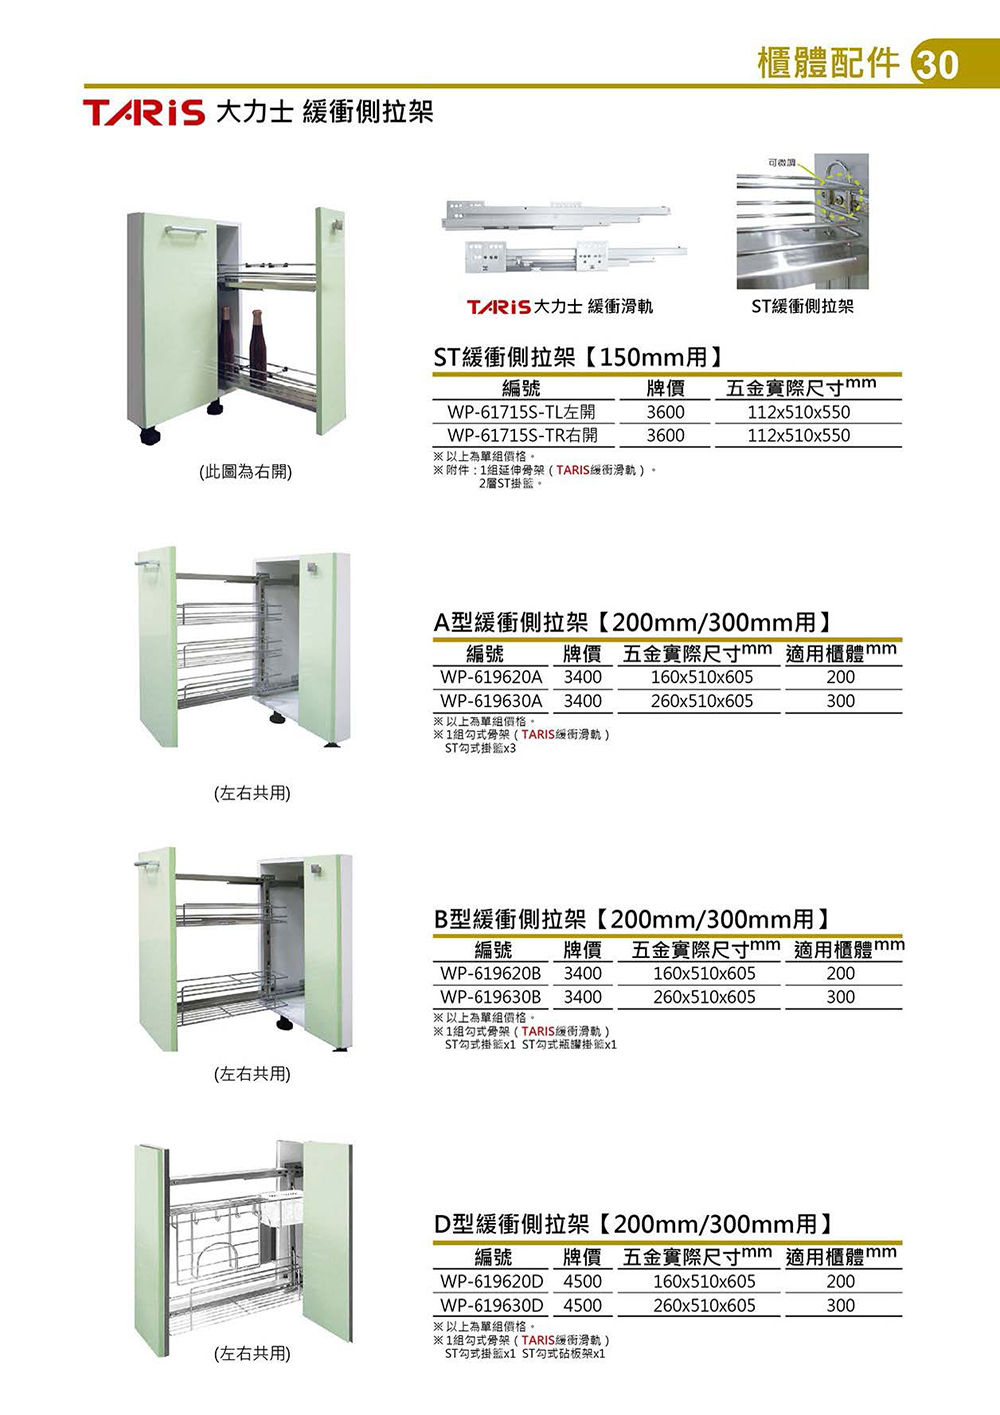 櫃體配件 30
TARiS 大力士 緩衝側拉架
可微調
TARiS大力士 緩衝滑軌
ST緩衝側拉架
(此圖為右開)
ST緩衝側拉架【150mm用】
編號 牌價 五金實際尺寸mm
WP-61715S-TL左開 3600 112x510x550
WP-61715S-TR右開 3600 112x510x550
※以上為單組價格。
※附件：1組延伸骨架（TARIS緩衝滑軌）。
2層ST掛籃。
(左右共用)
A型緩衝側拉架【200mm/300mm用】
編號 牌價 五金實際尺寸mm 適用櫃體mm
WP-619620A 3400 160x510x605 200
WP-619630A 3400 260x510x605 300
※以上為單組價格。
※1組勾式骨架（TARIS緩衝滑軌）
ST勾式掛籃x3
(左右共用)
B型緩衝側拉架【200mm/300mm用】
編號 牌價 五金實際尺寸mm 適用櫃體mm
WP-619620B 3400 160x510x605 200
WP-619630B 3400 260x510x605 300
※以上為單組價格。
※1組勾式骨架（TARIS緩衝滑軌）
ST勾式掛籃x1 ST勾式瓶罐掛籃x1
(左右共用)
D型緩衝側拉架【200mm/300mm用】
編號 牌價 五金實際尺寸mm 適用櫃體mm
WP-619620D 4500 160x510x605 200
WP-619630D 4500 260x510x605 300
※以上為單組價格。
※1組勾式骨架（TARIS緩衝滑軌）
ST勾式掛籃x1 ST勾式砧板架x1